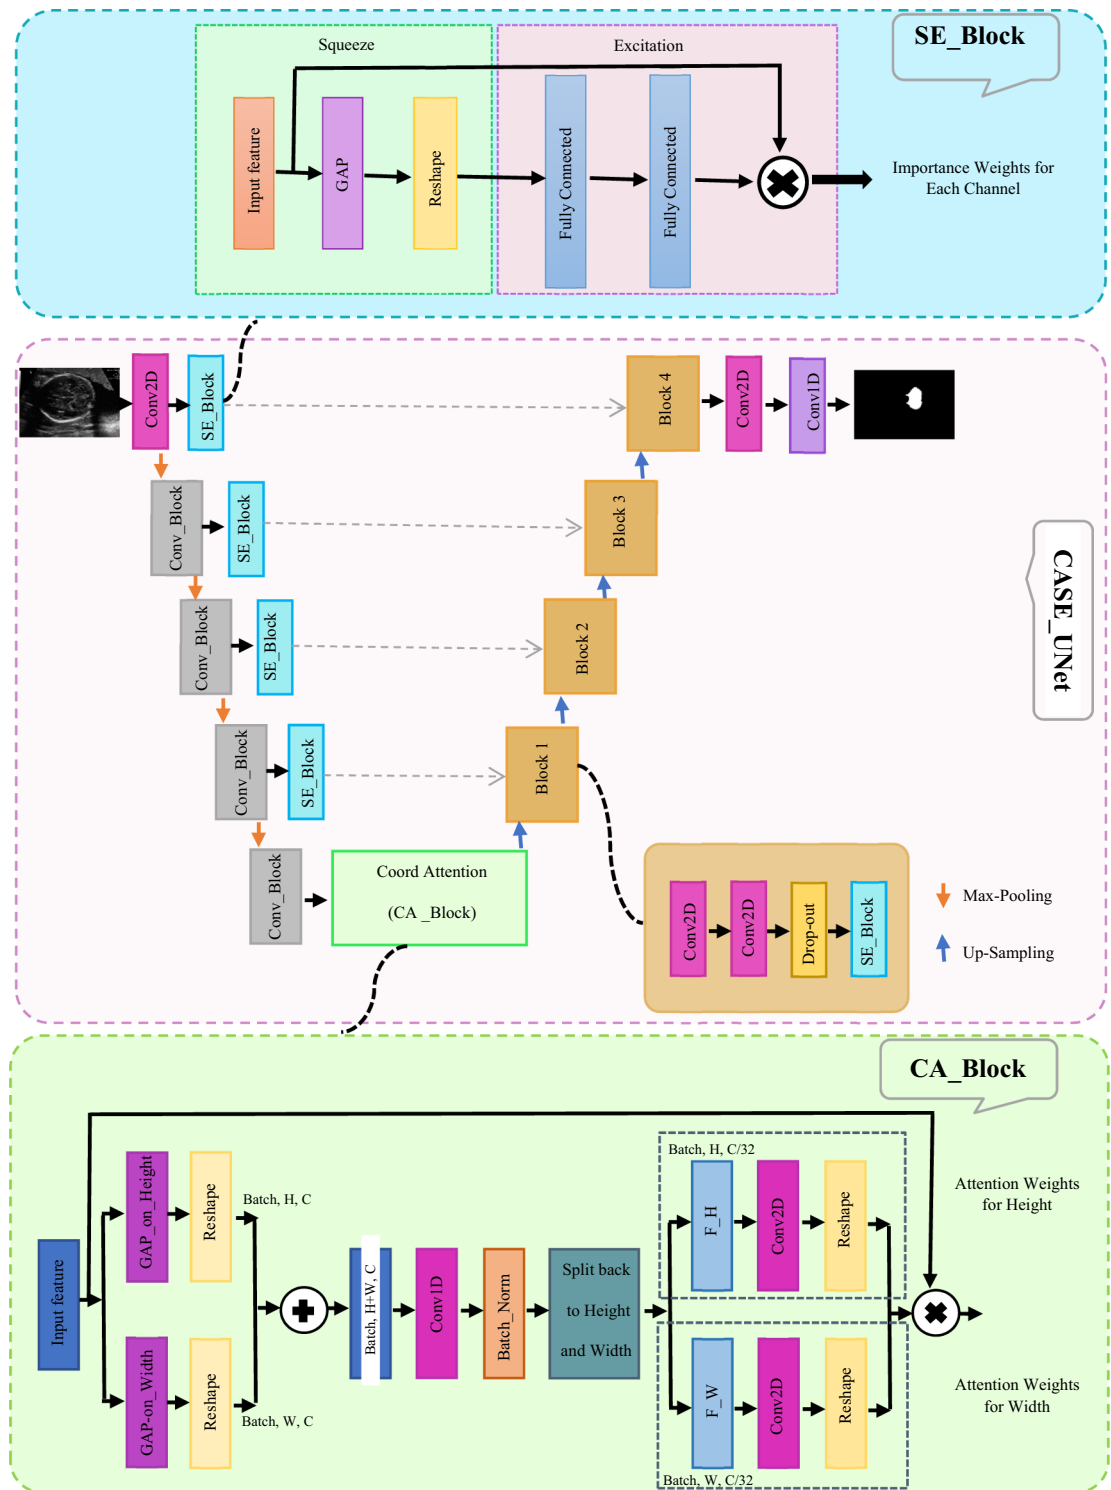 SE_Block
Squeeze
Excitation
Input feature
GAP
Reshape
Fully Connected
Fully Connected
Importance Weights for
Each Channel
Conv2D
SE_Block
Block 4
Conv2D
Conv1D
Conv_Block
SE_Block
Block 3
CASE_UNet
Conv_Block
SE_Block
Block 2
Conv_Block
SE_Block
Block 1
Conv_Block
Coord Attention
(CA _Block)
Conv2D
Conv2D
Drop-out
SE_Block
Max-Pooling
Up-Sampling
CA_Block
Input feature
GAP_on_Height
Reshape
Batch, H, C
GAP-on_Width
Reshape
Batch, W, C
Batch, H+W, C
Conv1D
Batch_Norm
Split back
to Height
and Width
Batch, H, C/32
F_H
Conv2D
Reshape
F_W
Conv2D
Reshape
Batch, W, C/32
Attention Weights
for Height
Attention Weights
for Width